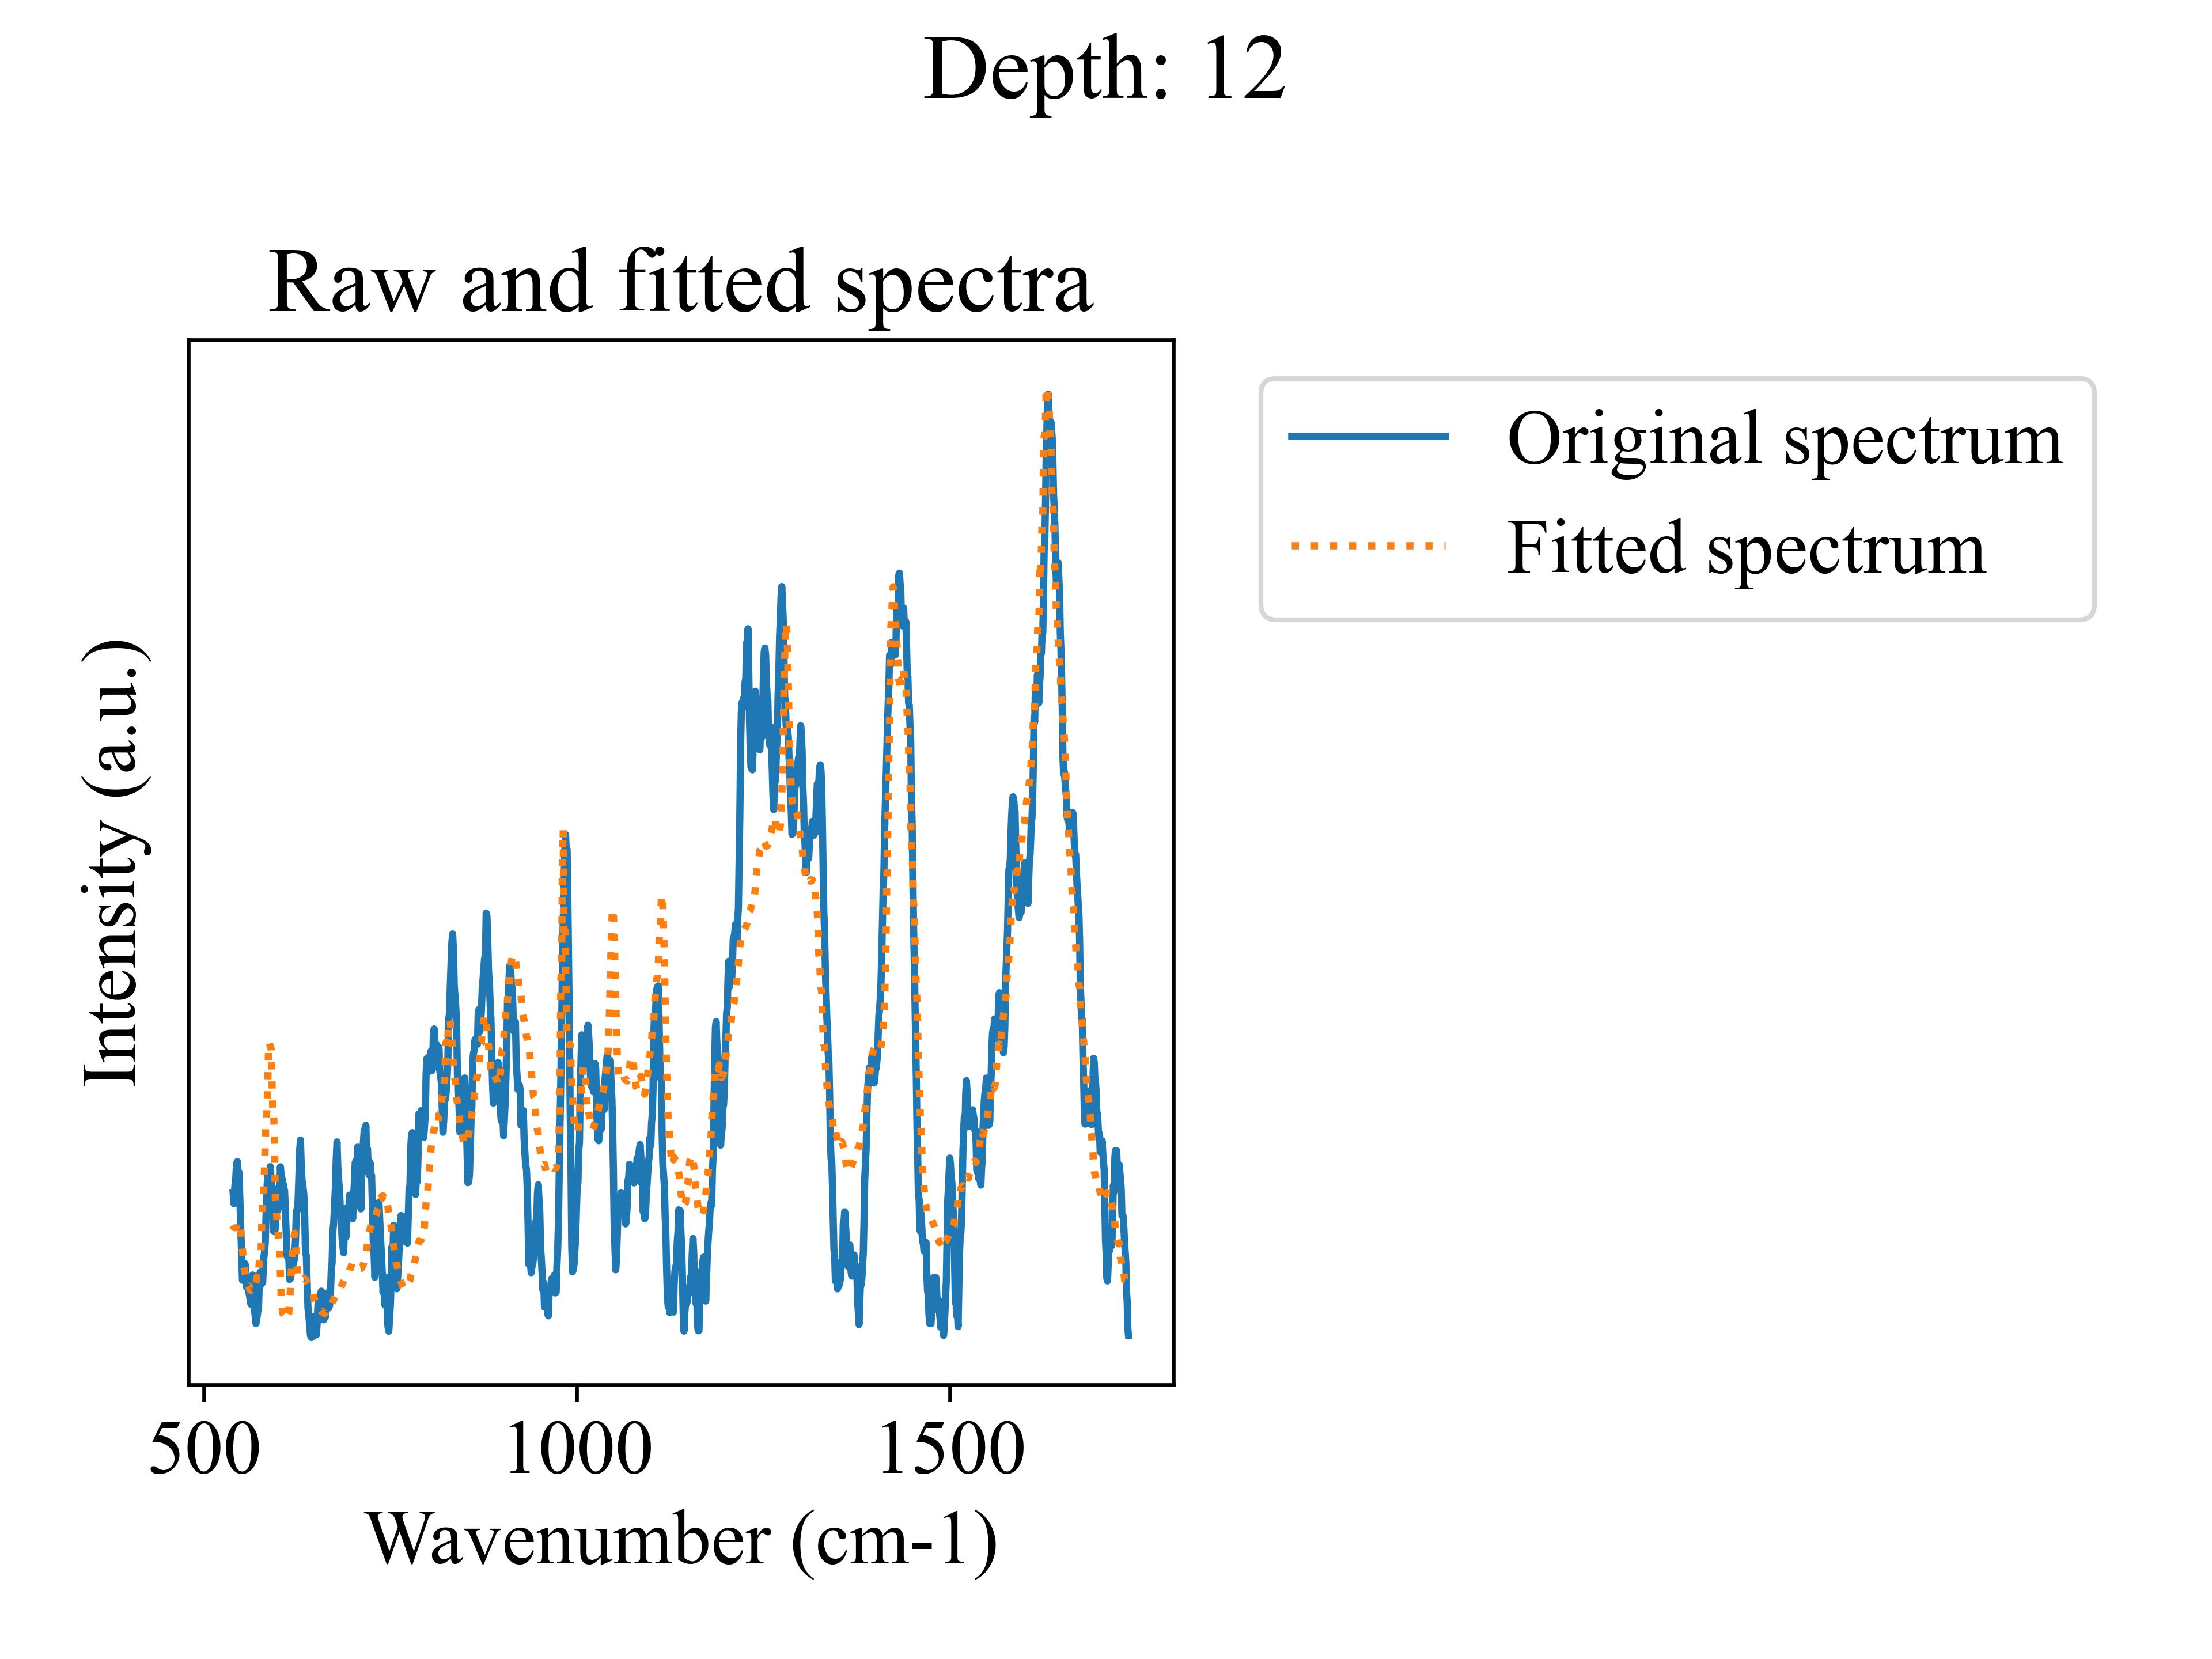 Depth: 12
Raw and fitted spectra
Original spectrum
Fitted spectrum
Intensity (a.u.)
500 1000 1500
Wavenumber (cm-1)